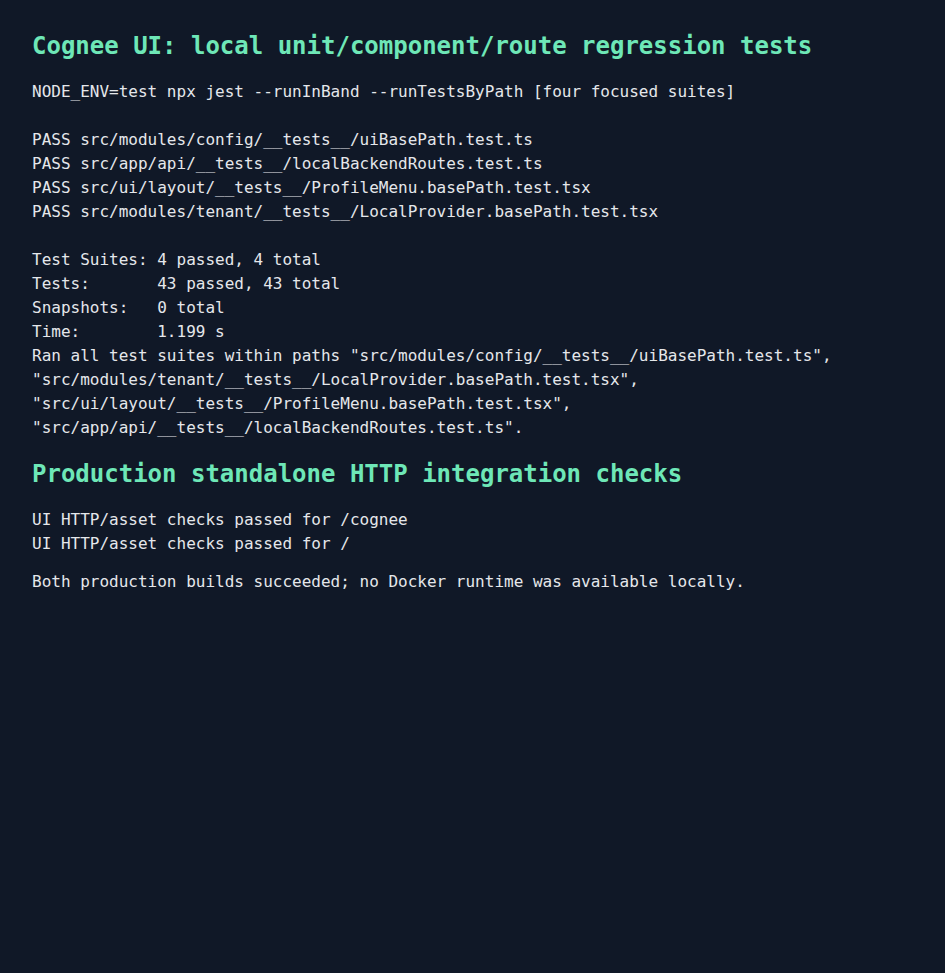 Cognee UI: local unit/component/route regression tests
NODE_ENV=test npx jest --runInBand --runTestsByPath [four focused suites]
PASS src/modules/config/__tests__/uiBasePath.test.ts
PASS src/app/api/__tests__/localBackendRoutes.test.ts
PASS src/ui/layout/__tests__/ProfileMenu.basePath.test.tsx
PASS src/modules/tenant/__tests__/LocalProvider.basePath.test.tsx
Test Suites: 4 passed, 4 total
Tests:       43 passed, 43 total
Snapshots:   0 total
Time:        1.199 s
Ran all test suites within paths "src/modules/config/__tests__/uiBasePath.test.ts",
"src/modules/tenant/__tests__/LocalProvider.basePath.test.tsx",
"src/ui/layout/__tests__/ProfileMenu.basePath.test.tsx",
"src/app/api/__tests__/localBackendRoutes.test.ts".
Production standalone HTTP integration checks
UI HTTP/asset checks passed for /cognee
UI HTTP/asset checks passed for /
Both production builds succeeded; no Docker runtime was available locally.